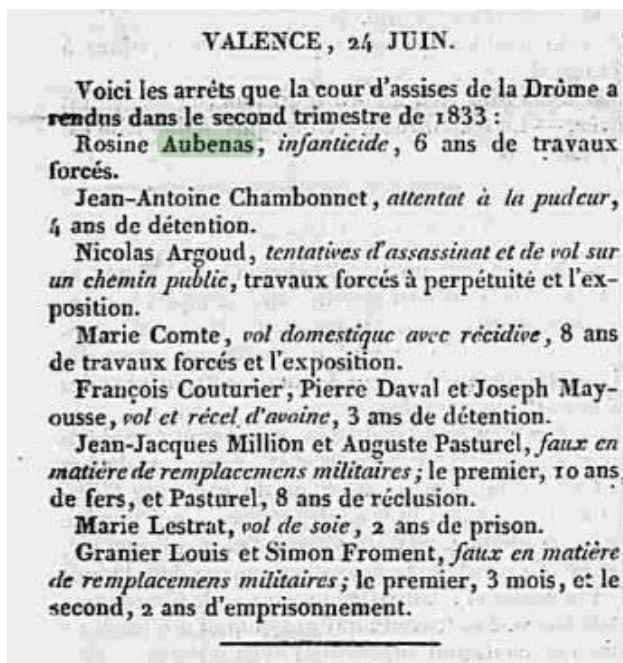 VALENCE, 24 JUIN.
Voici les arrêts que la cour d'assises de la Drôme a
rendus dans le second trimestre de 1833 :
Rosine Aubenas, infanticide, 6 ans de travaux
forcés.
Jean-Antoine Chambonnet, attentat à la pudeur,
4 ans de détention.
Nicolas Argoud, tentatives d'assassinat et de vol sur
un chemin public, travaux forcés à perpétuité et l'ex-
position.
Marie Comte, vol domestique avec récidive, 8 ans
de travaux forcés et l'exposition.
François Couturier, Pierre Daval et Joseph May-
ousse, vol et récel d'avoine, 3 ans de détention.
Jean-Jacques Million et Auguste Pasturel, faux en
matière de remplacemens militaires; le premier, 10 ans
de fers, et Pasturel, 8 ans de réclusion.
Marie Lestrat, vol de soie, 2 ans de prison.
Granier Louis et Simon Froment, faux en matière
de remplacemens militaires; le premier, 3 mois, et le
second, 2 ans d'emprisonnement.